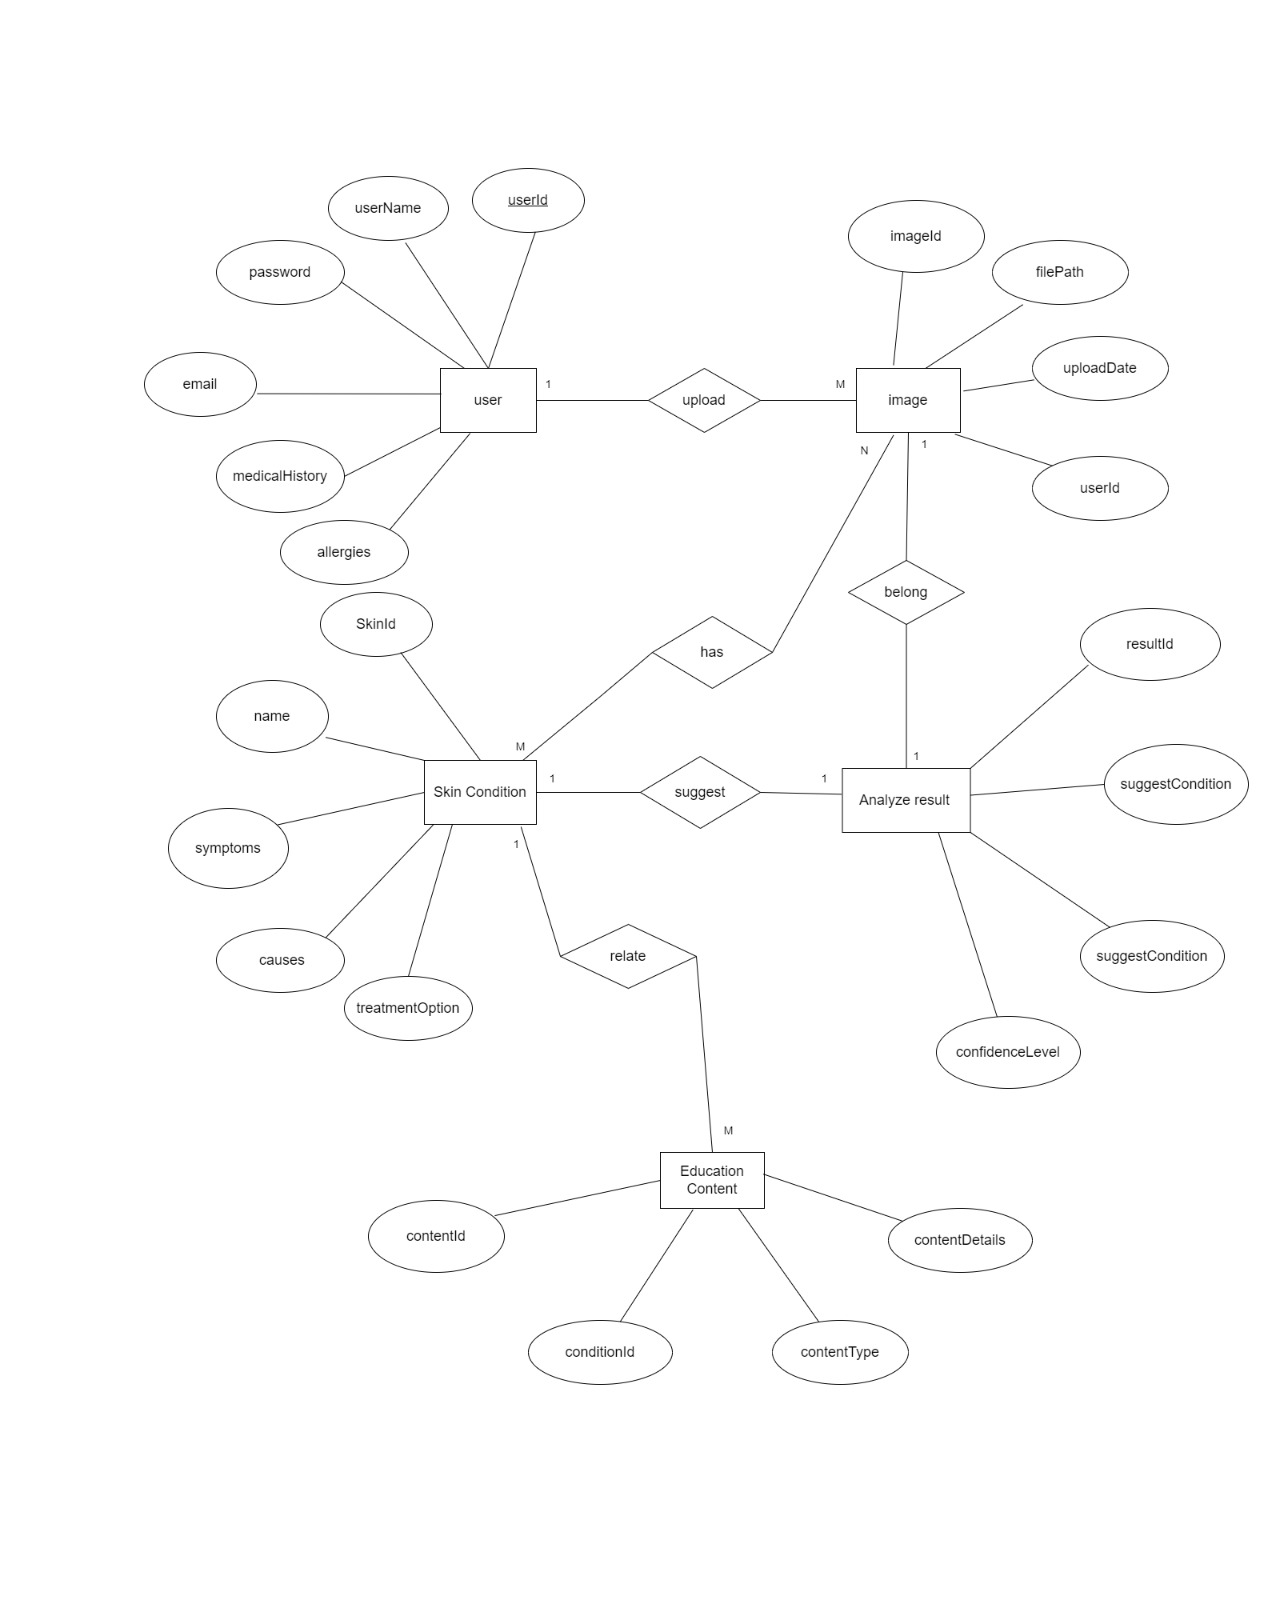 userId
userName
imageId
password
filePath
uploadDate
email
1
M
user
upload
image
N
1
medicalHistory
userId
allergies
belong
SkinId
resultId
has
name
M
1
1
1
suggestCondition
Skin Condition
suggest
Analyze result
symptoms
1
causes
relate
suggestCondition
treatmentOption
confidenceLevel
M
Education
Content
contentId
contentDetails
conditionId
contentType